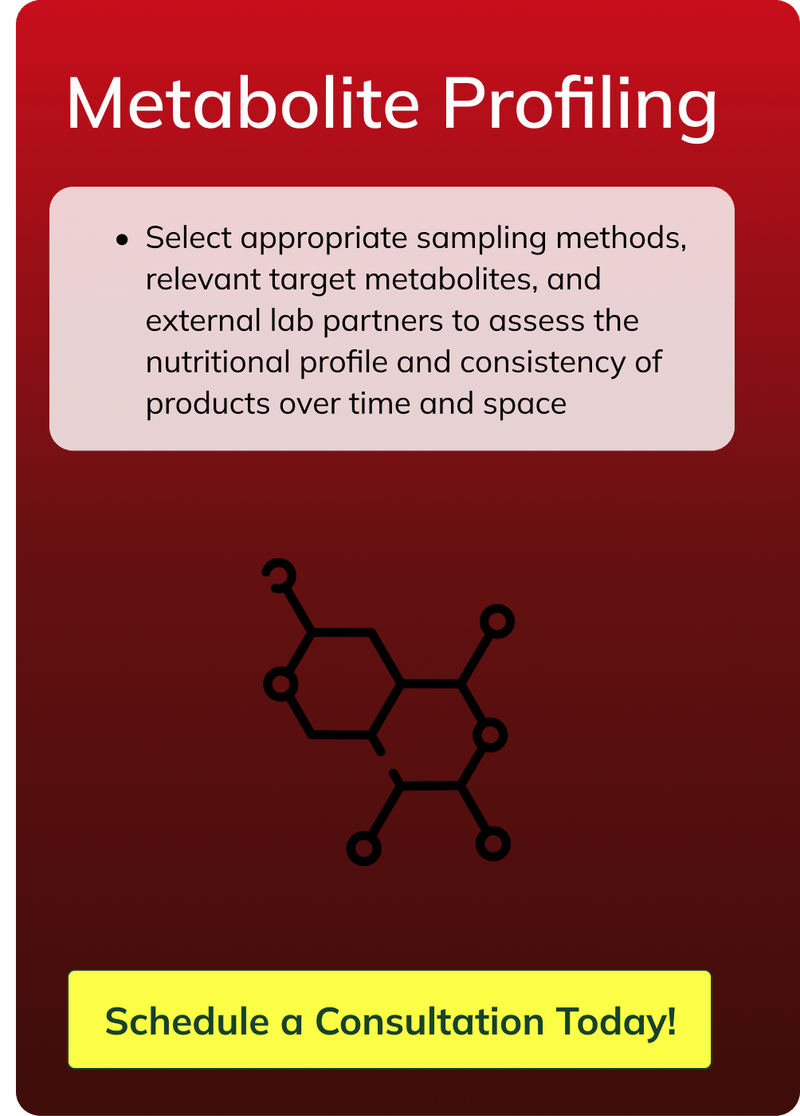 Metabolite Profiling
• Select appropriate sampling methods,
relevant target metabolites, and
external lab partners to assess the
nutritional profile and consistency of
products over time and space
Schedule a Consultation Today!